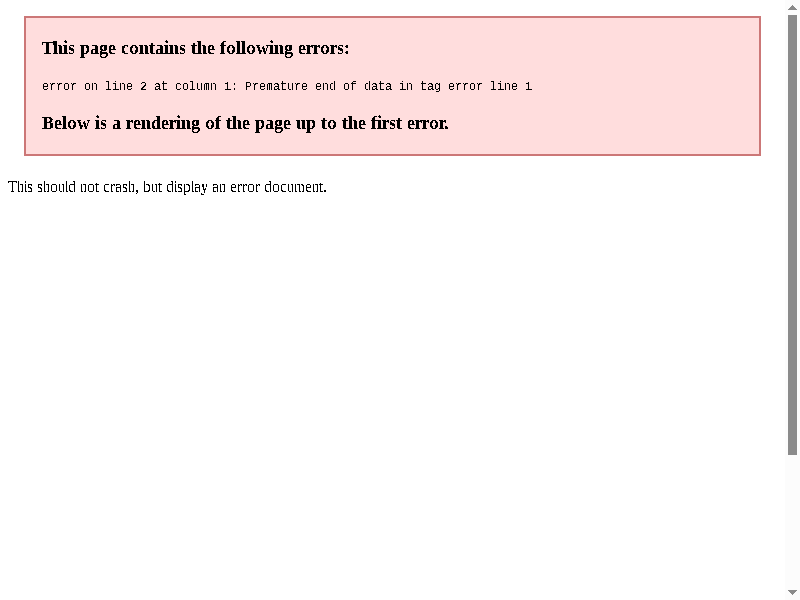 This page contains the following errors:
error on line 2 at column 1: Premature end of data in tag error line 1
Below is a rendering of the page up to the first error.
This should not crash, but display an error document.